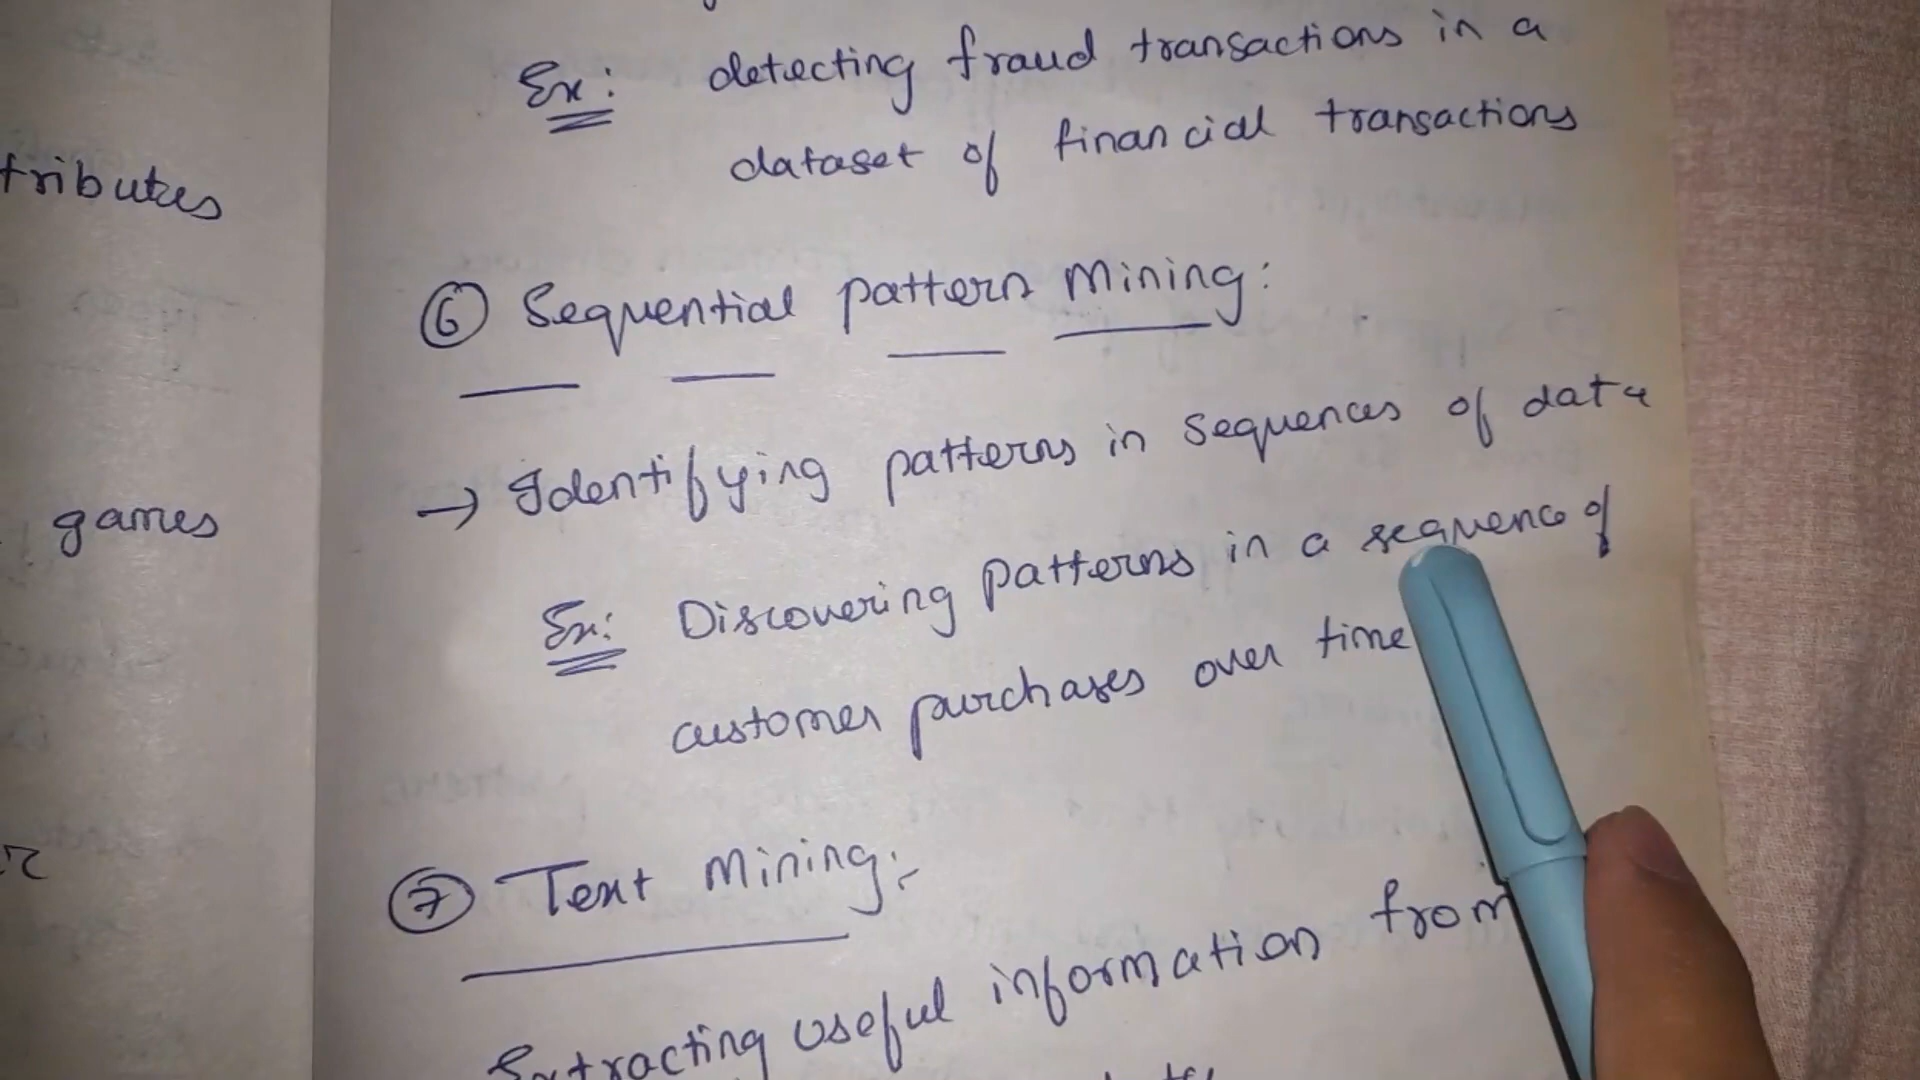 tributes
games
Ex: detecting fraud transactions in a
dataset of financial transactions
⑥ Sequential pattern Mining:
→ Identifying patterns in sequences of data
Ex: Discovering patterns in a sequence of
customer purchases over time
⑦ Text Mining:-
Extracting useful information from